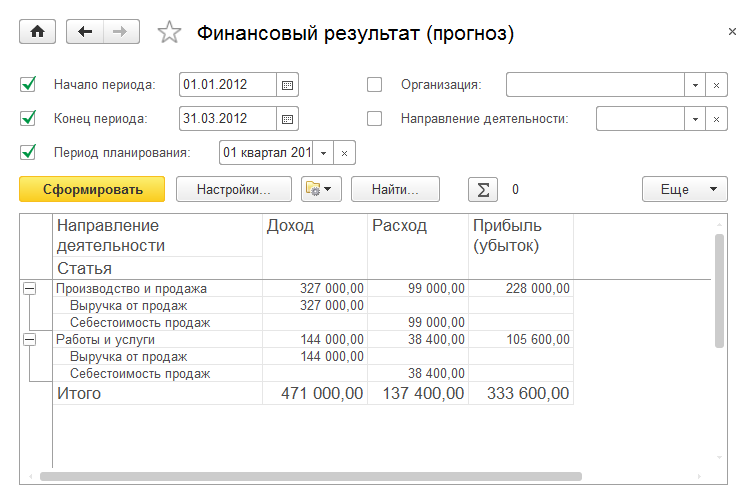 Финансовый результат (прогноз)
Начало периода: 01.01.2012 Организация:
Конец периода: 31.03.2012 Направление деятельности:
Период планирования: 01 квартал 201
Сформировать Настройки... Найти... Σ 0 Еще
Направление деятельности Доход Расход Прибыль (убыток)
Статья
Производство и продажа 327 000,00 99 000,00 228 000,00
Выручка от продаж 327 000,00
Себестоимость продаж 99 000,00
Работы и услуги 144 000,00 38 400,00 105 600,00
Выручка от продаж 144 000,00
Себестоимость продаж 38 400,00
Итого 471 000,00 137 400,00 333 600,00